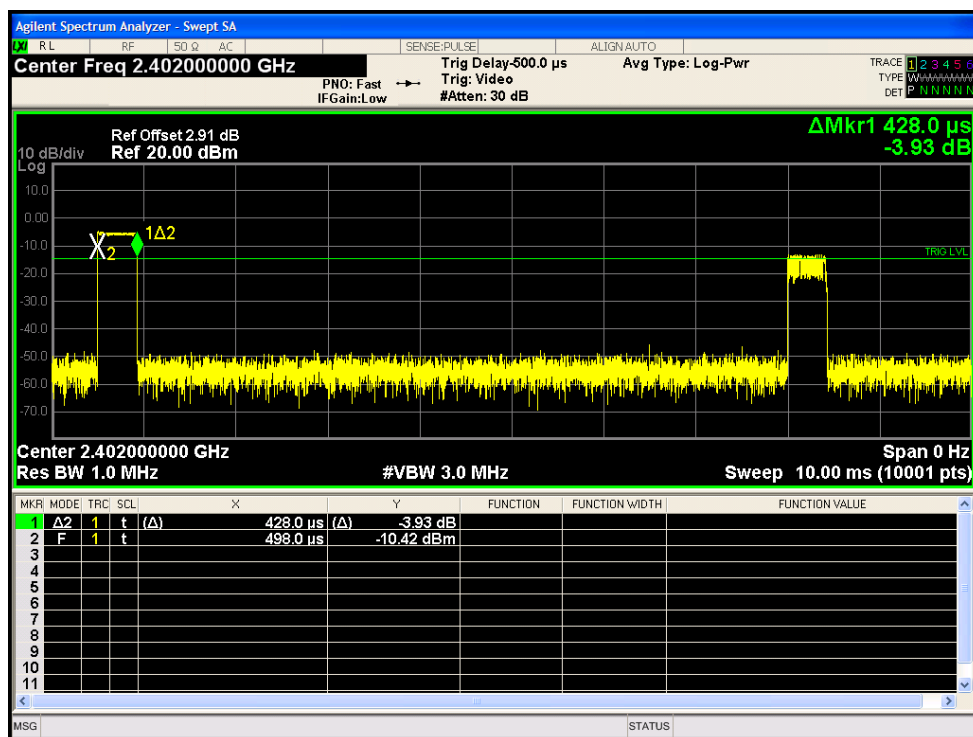 Agilent Spectrum Analyzer - Swept SA
LXI RL RF 50 Ω AC SENSE:PULSE ALIGN AUTO
Center Freq 2.402000000 GHz Trig Delay-500.0 µs Avg Type: Log-Pwr TRACE 1 2 3 4 5 6
PNO: Fast Trig: Video TYPE WWWWWW
IFGain:Low #Atten: 30 dB DET P N N N N N
ΔMkr1 428.0 µs
-3.93 dB
Ref Offset 2.91 dB
10 dB/div Ref 20.00 dBm
Log
10.0
0.00
1Δ2
-10.0
2
TRIG LVL
-20.0
-30.0
-40.0
-50.0
-60.0
-70.0
Center 2.402000000 GHz Span 0 Hz
Res BW 1.0 MHz #VBW 3.0 MHz Sweep 10.00 ms (10001 pts)
MKR MODE TRC SCL X Y FUNCTION FUNCTION WIDTH FUNCTION VALUE
1 Δ2 1 t (Δ) 428.0 µs (Δ) -3.93 dB
2 F 1 t 498.0 µs -10.42 dBm
3
4
5
6
7
8
9
10
11
MSG STATUS